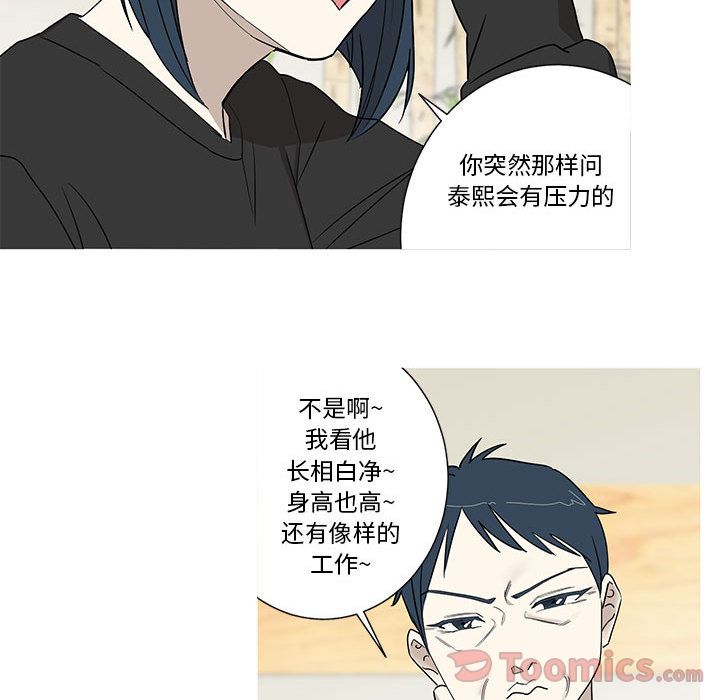 你突然那样问
泰熙会有压力的
不是啊~
我看他
长相白净~
身高也高~
还有像样的
工作~
Toomics.com